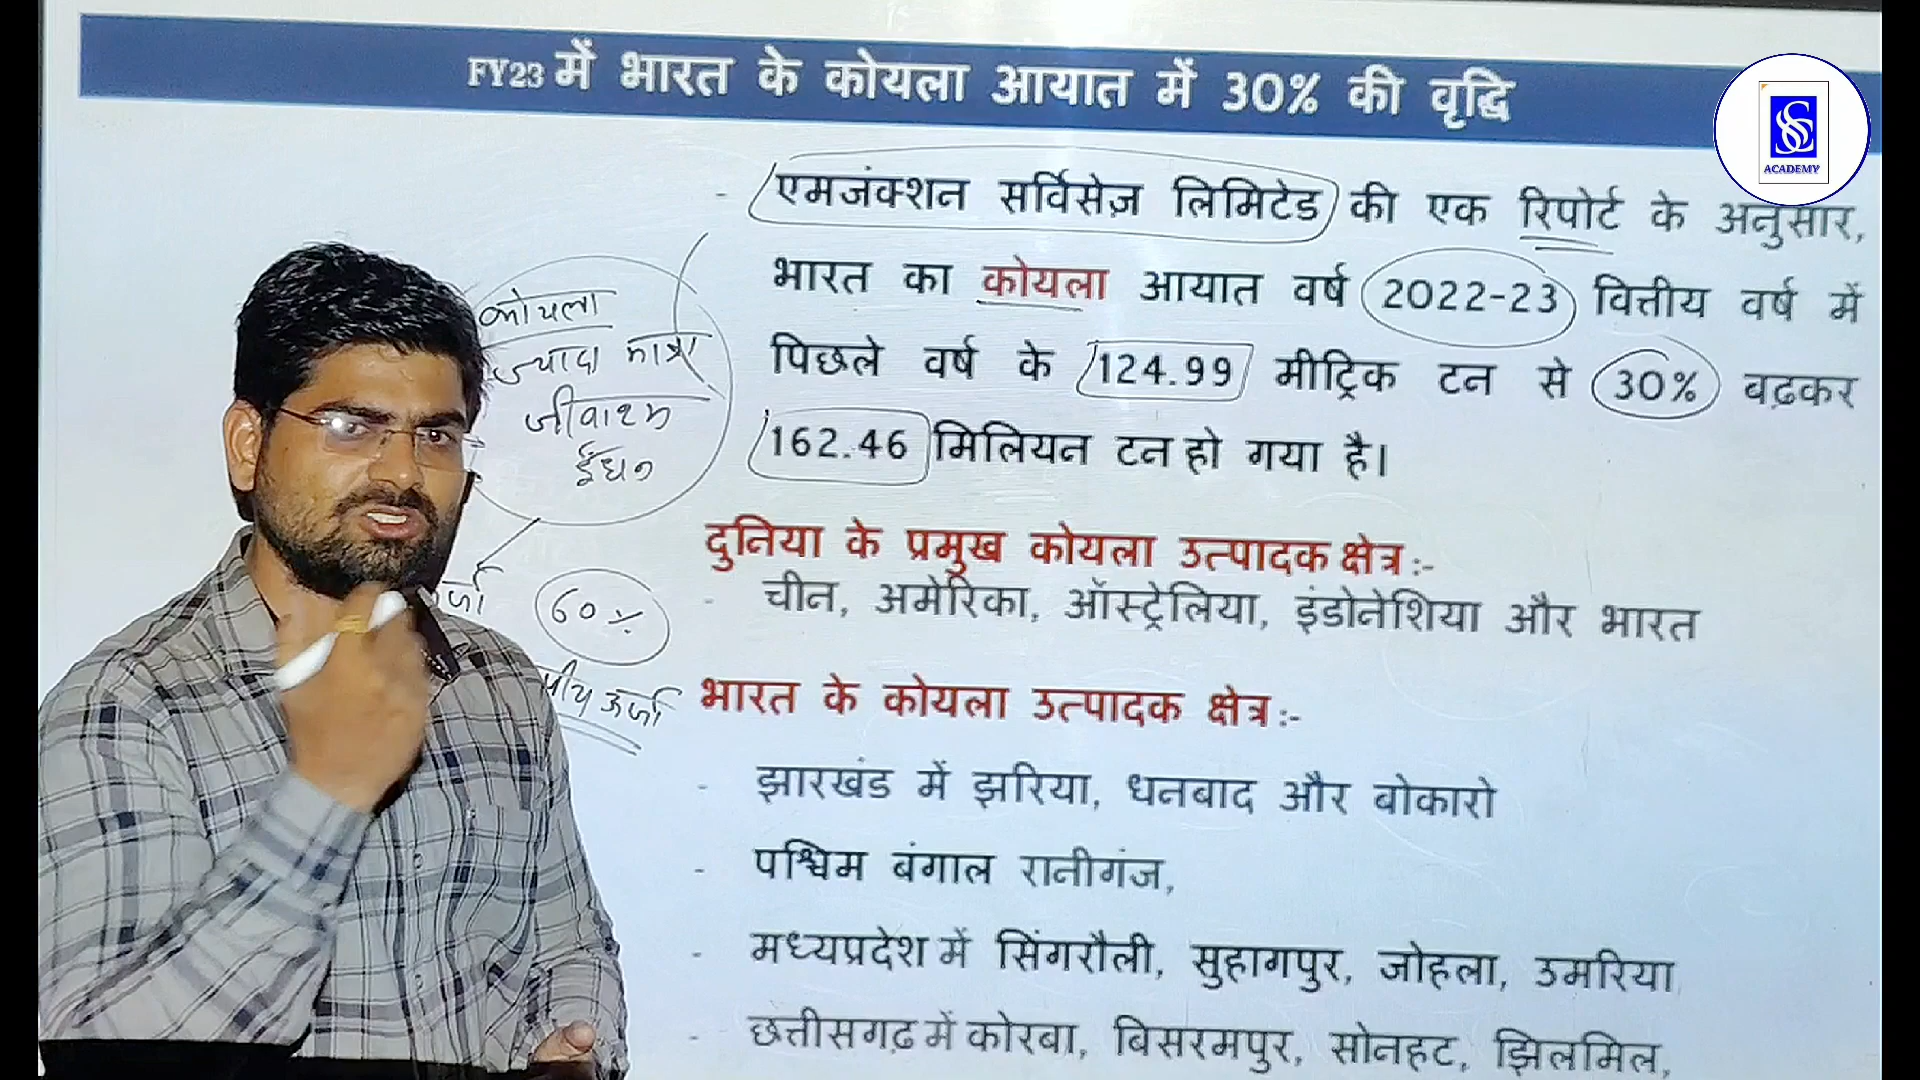 FY23 में भारत के कोयला आयात में 30% की वृद्धि
SSC
ACADEMY
- एमजंक्शन सर्विसेज़ लिमिटेड की एक रिपोर्ट के अनुसार,
भारत का कोयला आयात वर्ष 2022-23 वित्तीय वर्ष में
पिछले वर्ष के 124.99 मीट्रिक टन से 30% बढ़कर
162.46 मिलियन टन हो गया है।
कोयला
ज्यादा मात्रा
जीवाश्म
ईंधन
60%
ऊर्जा
दुनिया के प्रमुख कोयला उत्पादक क्षेत्र:-
- चीन, अमेरिका, ऑस्ट्रेलिया, इंडोनेशिया और भारत
भारत के कोयला उत्पादक क्षेत्र:-
- झारखंड में झरिया, धनबाद और बोकारो
- पश्चिम बंगाल रानीगंज,
- मध्यप्रदेश में सिंगरौली, सुहागपुर, जोहला, उमरिया
- छत्तीसगढ़ में कोरबा, बिसरमपुर, सोनहट, झिलमिल,